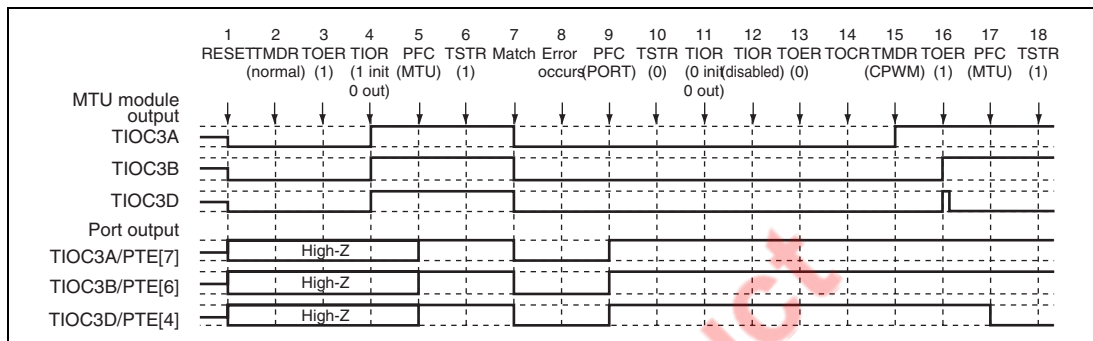 1 2 3 4 5 6 7 8 9 10 11 12 13 14 15 16 17 18
RESET TMDR TOER TIOR PFC TSTR Match Error PFC TSTR TIOR TIOR TOER TOCR TMDR TOER PFC TSTR
(normal) (1) (1 init (MTU) (1) occurs (PORT) (0) (0 init (disabled) (0) (CPWM) (1) (MTU) (1)
0 out) 0 out)
MTU module
output
TIOC3A
TIOC3B
TIOC3D
Port output
TIOC3A/PTE[7] High-Z
TIOC3B/PTE[6] High-Z
TIOC3D/PTE[4] High-Z
uct